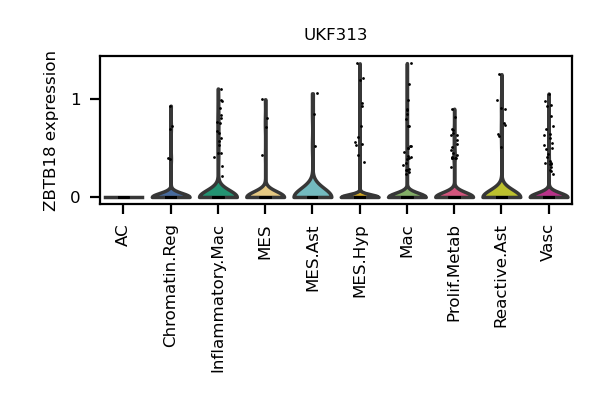 UKF313
ZBTB18 expression
1
0
AC
Chromatin.Reg
Inflammatory.Mac
MES
MES.Ast
MES.Hyp
Mac
Prolif.Metab
Reactive.Ast
Vasc